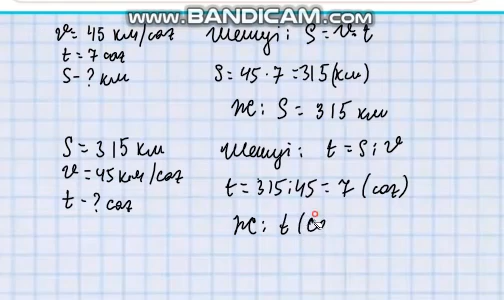 www.BANDICAM.com
v = 45 км/сағ Шешуі: S = v · t
t = 7 сағ
S - ? км S = 45 · 7 = 315 (км)
Ж: S = 315 км
S = 315 км Шешуі: t = S : v
v = 45 км/сағ
t - ? сағ t = 315 : 45 = 7 (сағ)
Ж: t (с